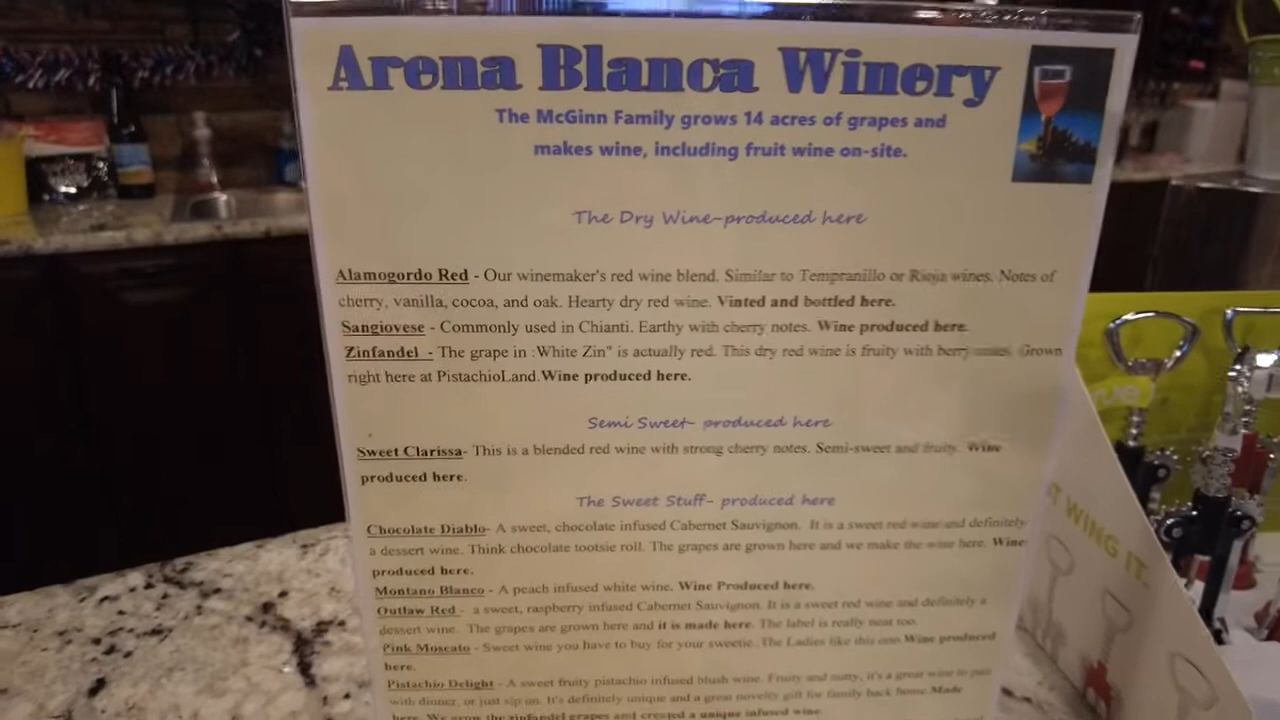 Arena Blanca Winery
The McGinn Family grows 14 acres of grapes and
makes wine, including fruit wine on-site.
The Dry Wine-produced here
Alamogordo Red - Our winemaker's red wine blend. Similar to Tempranillo or Rioja wines. Notes of
cherry, vanilla, cocoa, and oak. Hearty dry red wine. Vinted and bottled here.
Sangiovese - Commonly used in Chianti. Earthy with cherry notes. Wine produced here.
Zinfandel - The grape in :White Zin" is actually red. This dry red wine is fruity with berry notes. Grown
right here at PistachioLand.Wine produced here.
Semi Sweet- produced here
Sweet Clarissa- This is a blended red wine with strong cherry notes. Semi-sweet and fruity. Wine
produced here.
The Sweet Stuff- produced here
Chocolate Diablo- A sweet, chocolate infused Cabernet Sauvignon. It is a sweet red wine and definitely
a dessert wine. Think chocolate tootsie roll. The grapes are grown here and we make the wine here. Wine
produced here.
Montano Blanco - A peach infused white wine. Wine Produced here.
Outlaw Red - a sweet, raspberry infused Cabernet Sauvignon. It is a sweet red wine and definitely a
dessert wine. The grapes are grown here and it is made here. The label is really neat too.
Pink Moscato - Sweet wine you have to buy for your sweetie. The Ladies like this one.Wine produced
here.
Pistachio Delight - A sweet fruity pistachio infused blush wine. Fruity and nutty, it's a great wine to pair
with dinner, or just sip on. It's definitely unique and a great novelty gift for family back home.Made
here. We grow the zinfandel grapes and created a unique infused wine.
rue
T WING IT.